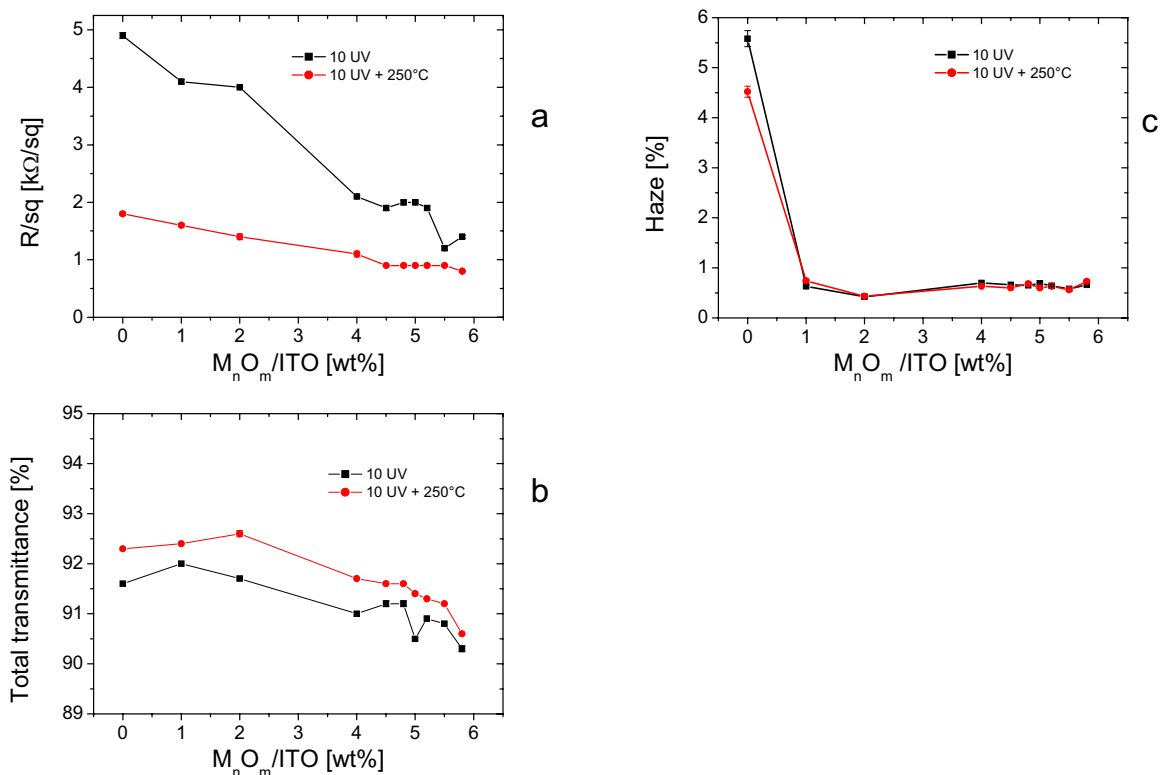 5
4
3
2
1
0
R/sq [kΩ/sq]
10 UV
10 UV + 250°C
0 1 2 3 4 5 6
MnOm/ITO [wt%]
a
95
94
93
92
91
90
89
Total transmittance [%]
10 UV
10 UV + 250°C
0 1 2 3 4 5 6
MnOm/ITO [wt%]
b
6
5
4
3
2
1
0
Haze [%]
10 UV
10 UV + 250°C
0 1 2 3 4 5 6
MnOm /ITO [wt%]
c